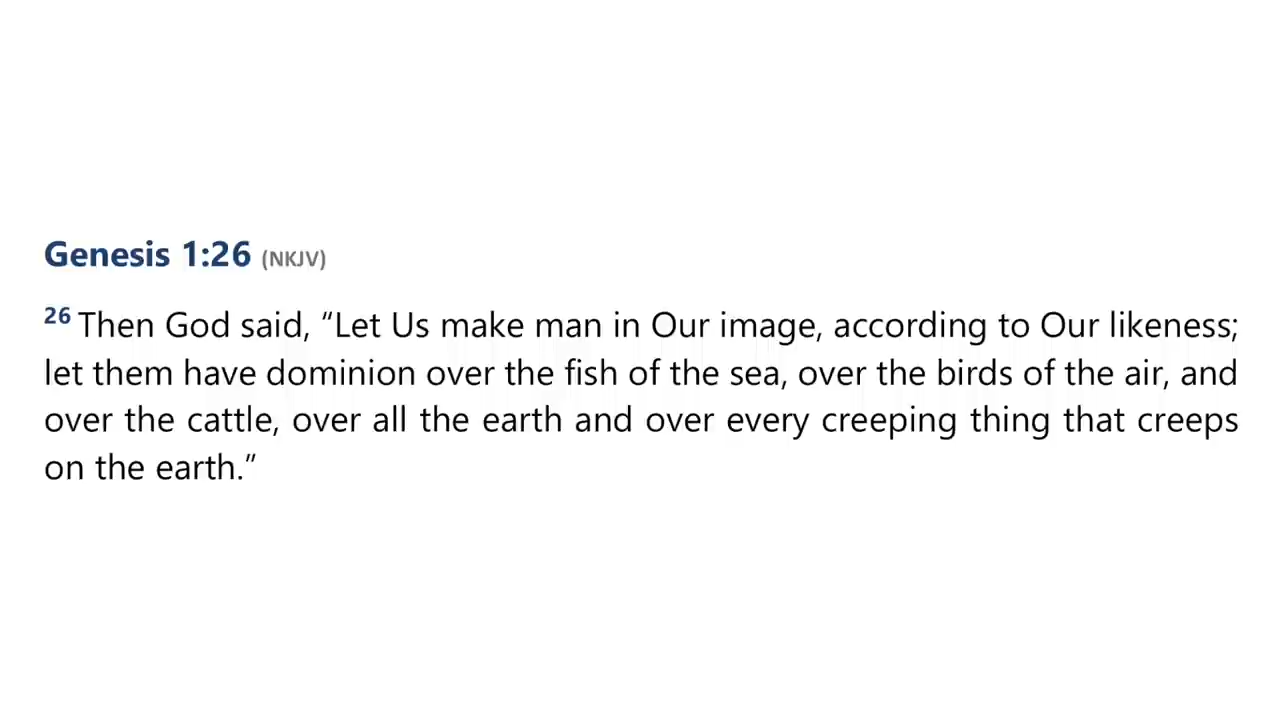 Genesis 1:26 (NKJV)
26 Then God said, “Let Us make man in Our image, according to Our likeness;
let them have dominion over the fish of the sea, over the birds of the air, and
over the cattle, over all the earth and over every creeping thing that creeps
on the earth.”